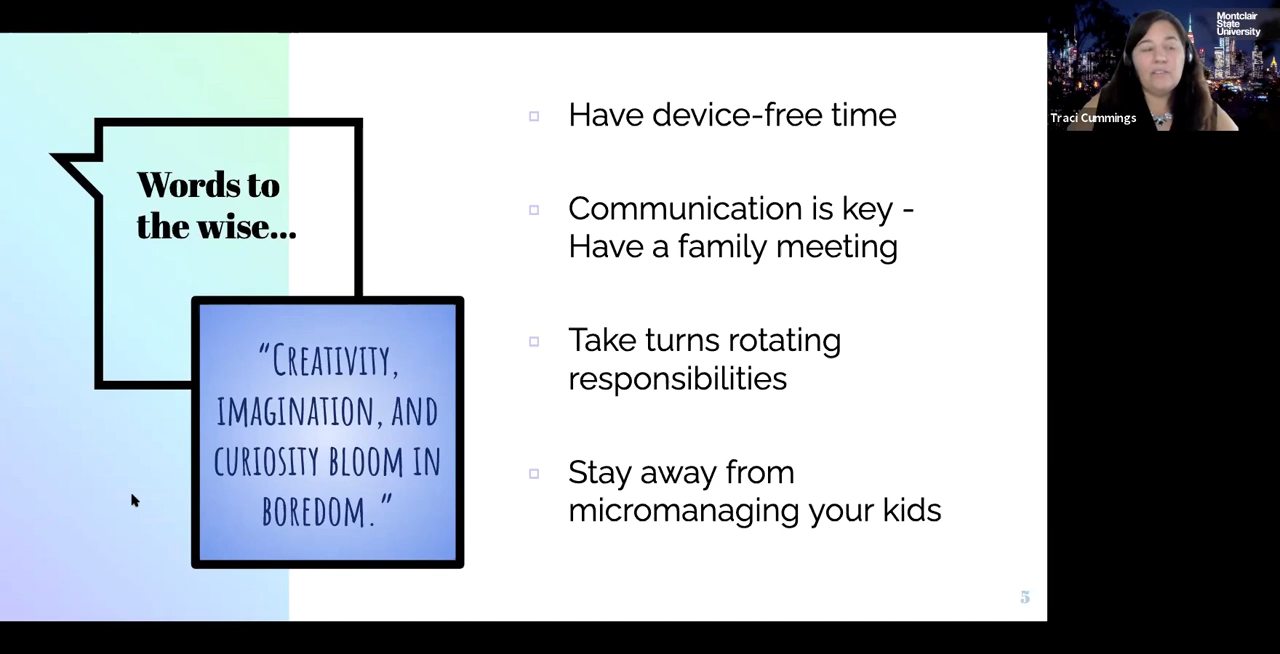 Words to
the wise...
“Creativity,
imagination, and
curiosity bloom in
boredom.”
Have device-free time
Communication is key -
Have a family meeting
Take turns rotating
responsibilities
Stay away from
micromanaging your kids
5
Montclair
State
University
Traci Cummings